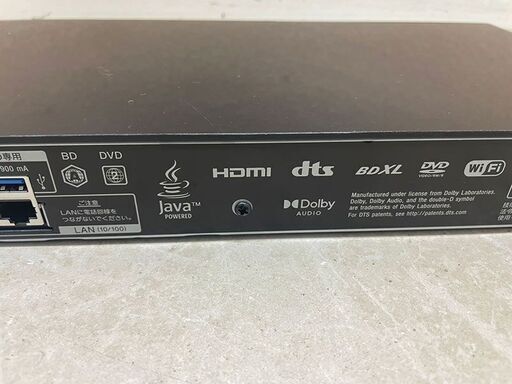 専用
900 mA
BD
DVD
A
2
ご注意
LANに電話回線を
つながないでください。
LAN (10/100)
Java™
POWERED
HDMI
dts
BDXL
DVD
VIDEO/RW/R
Wi Fi
Dolby
AUDIO
Manufactured under license from Dolby Laboratories.
Dolby, Dolby Audio, and the double-D symbol
are trademarks of Dolby Laboratories.
For DTS patents, see http://patents.dts.com